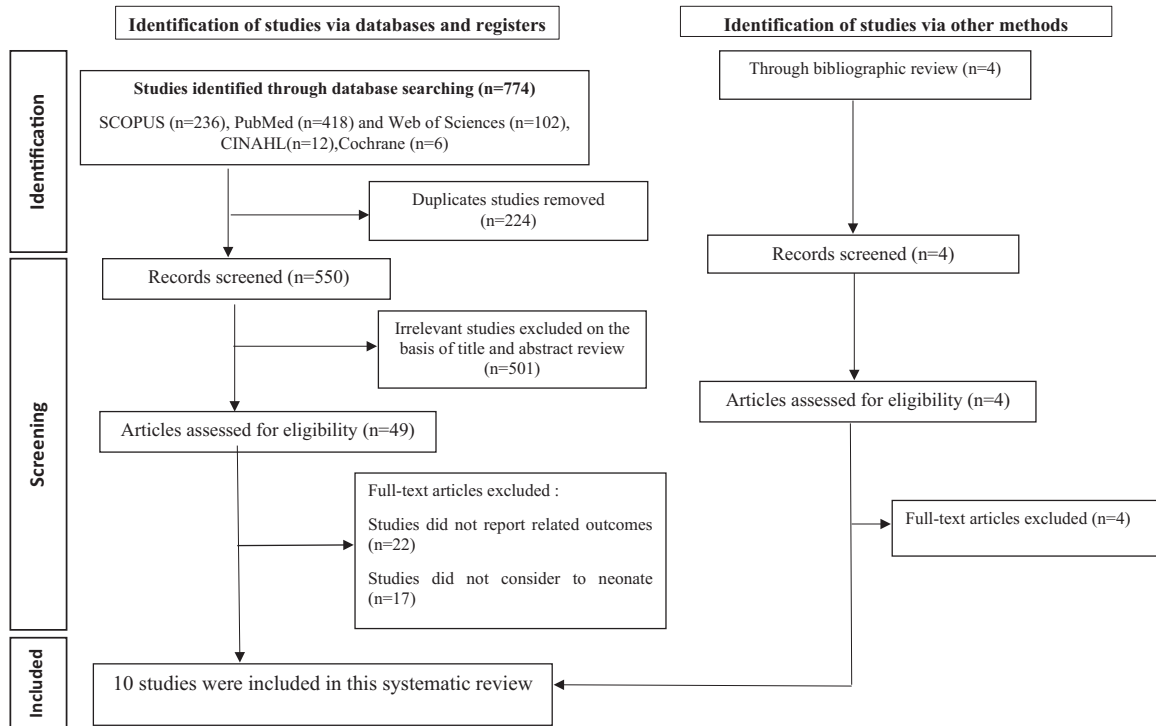 Identification of studies via databases and registers
Identification of studies via other methods
Identification
Studies identified through database searching (n=774)
SCOPUS (n=236), PubMed (n=418) and Web of Sciences (n=102),
CINAHL(n=12),Cochrane (n=6)
Through bibliographic review (n=4)
Duplicates studies removed
(n=224)
Screening
Records screened (n=550)
Records screened (n=4)
Irrelevant studies excluded on the
basis of title and abstract review
(n=501)
Articles assessed for eligibility (n=49)
Articles assessed for eligibility (n=4)
Full-text articles excluded :
Studies did not report related outcomes
(n=22)
Studies did not consider to neonate
(n=17)
Full-text articles excluded (n=4)
Included
10 studies were included in this systematic review